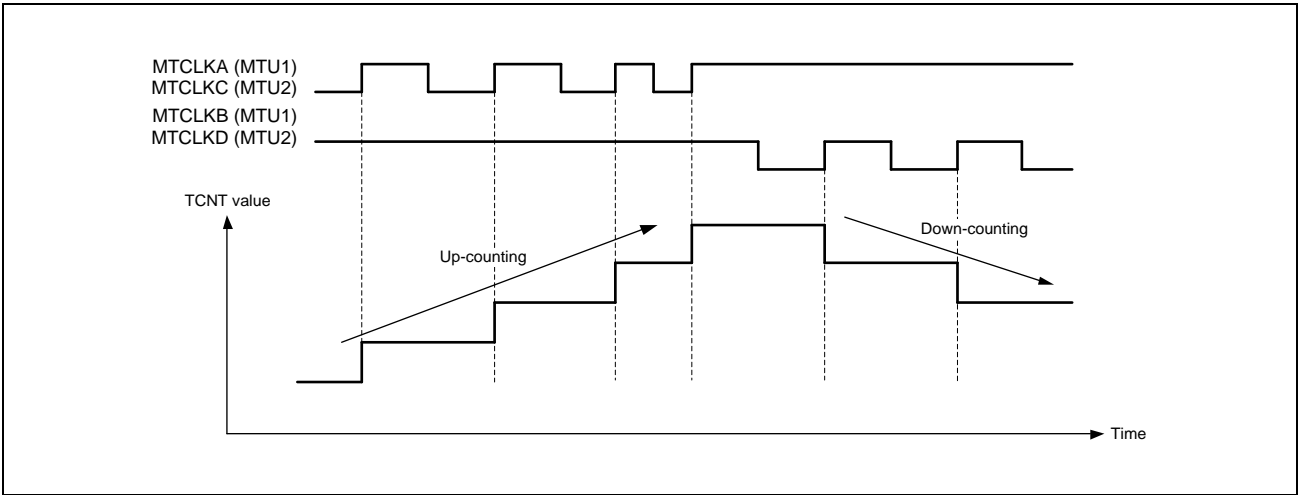 MTCLKA (MTU1)
MTCLKC (MTU2)
MTCLKB (MTU1)
MTCLKD (MTU2)
TCNT value
Up-counting
Down-counting
Time